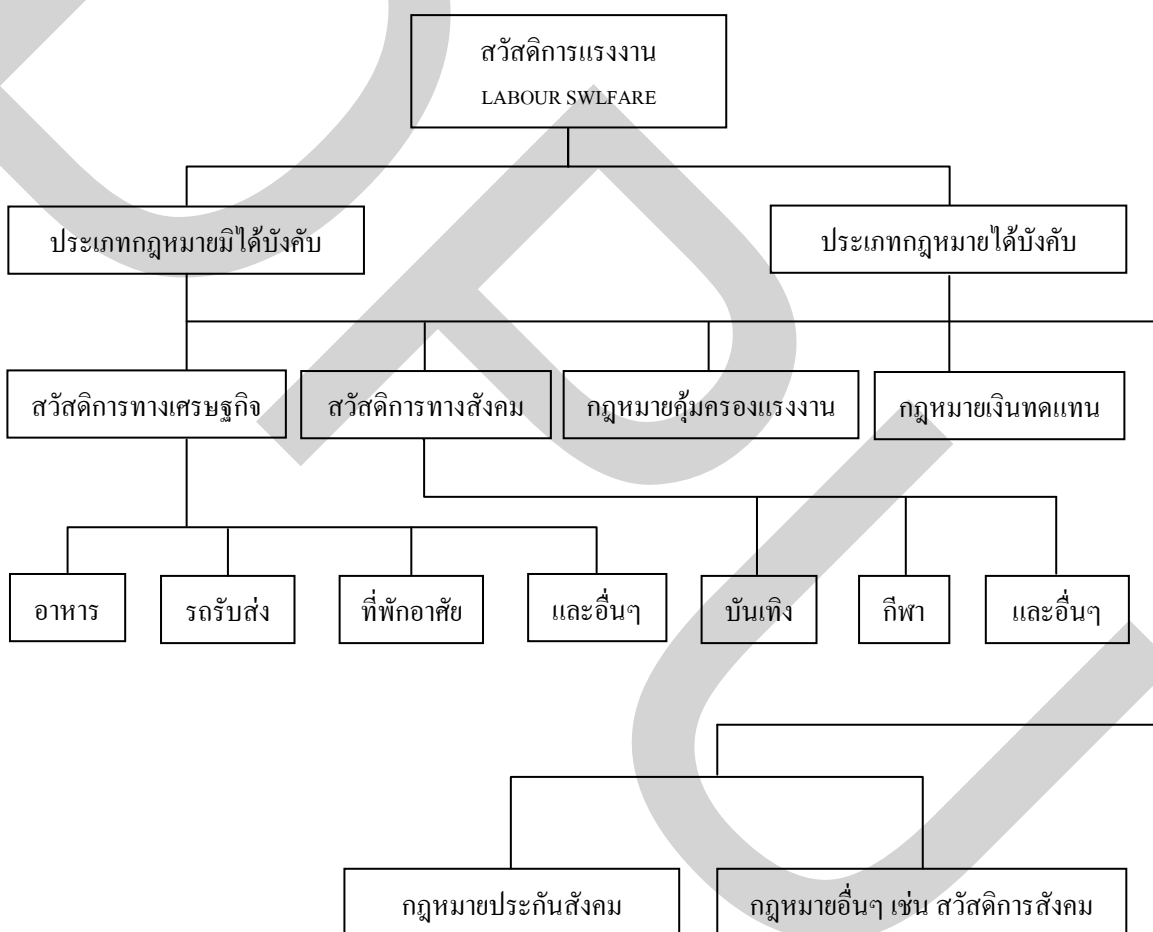 สวัสดิการแรงงาน
LABOUR SWLFARE
ประเภทกฎหมายมิได้บังคับ
ประเภทกฎหมายได้บังคับ
สวัสดิการทางเศรษฐกิจ
สวัสดิการทางสังคม
กฎหมายคุ้มครองแรงงาน
กฎหมายเงินทดแทน
อาหาร
รถรับส่ง
ที่พักอาศัย
และอื่นๆ
บันเทิง
กีฬา
และอื่นๆ
กฎหมายประกันสังคม
กฎหมายอื่นๆ เช่น สวัสดิการสังคม
DPU